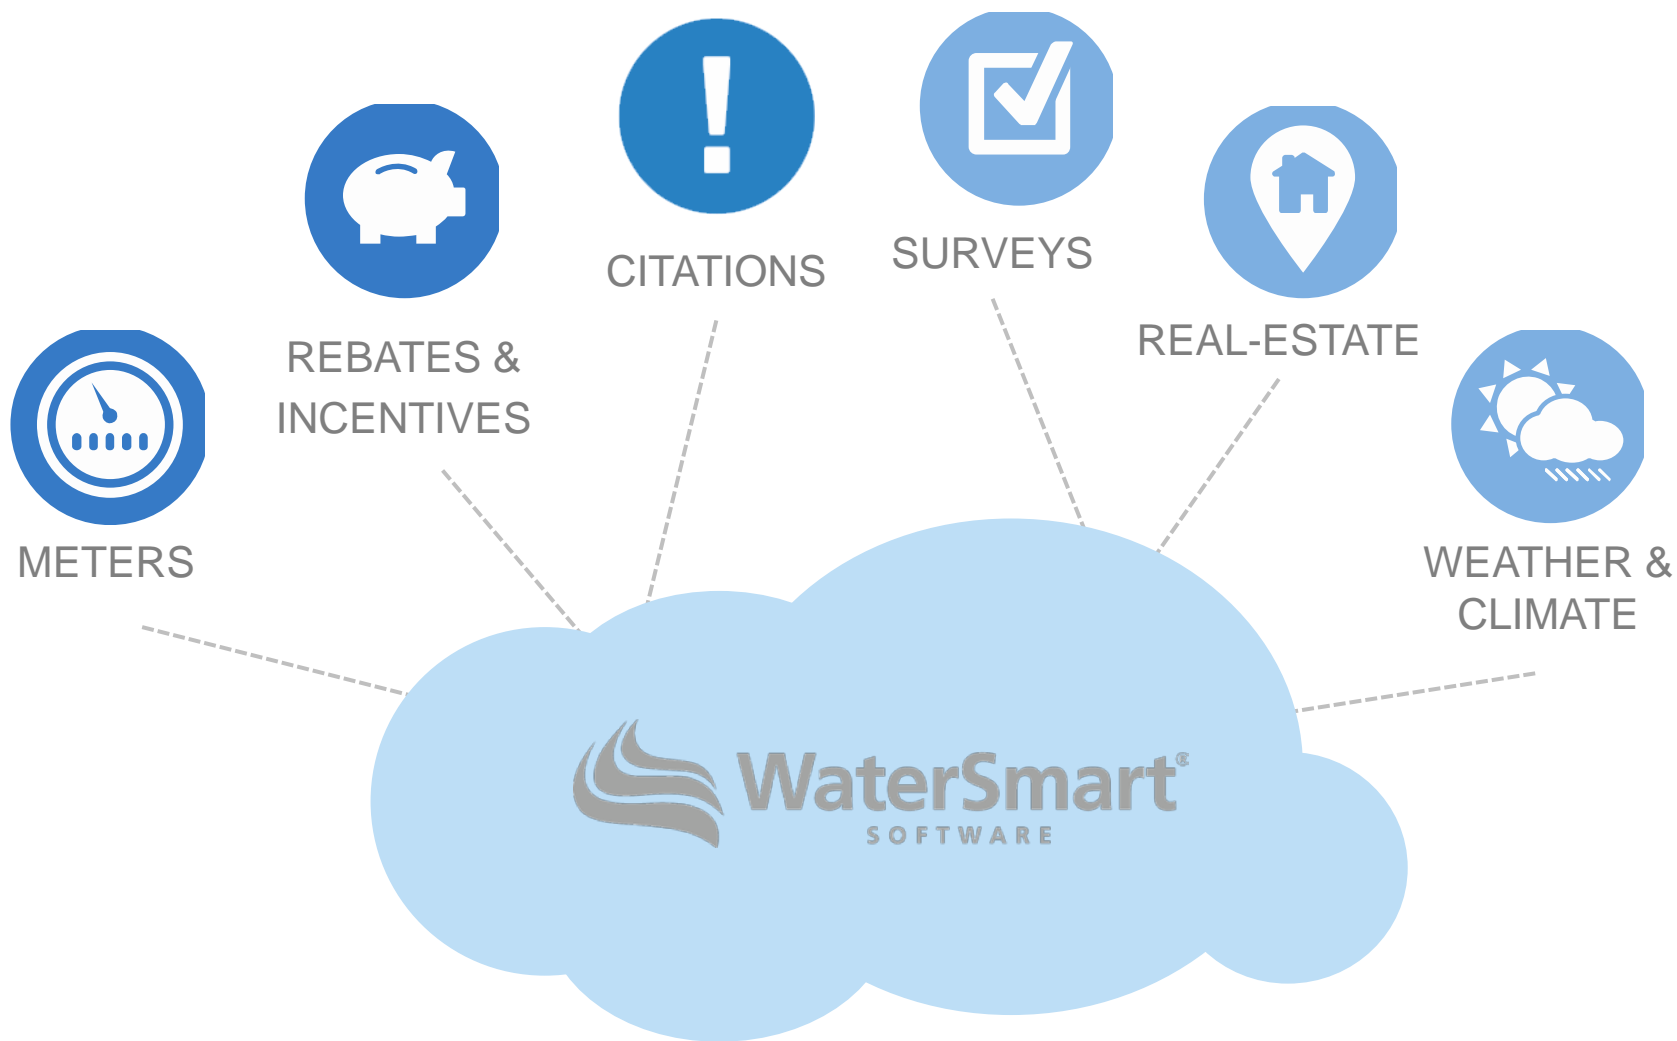 METERS
REBATES &
INCENTIVES
CITATIONS
SURVEYS
REAL-ESTATE
WEATHER &
CLIMATE
WaterSmart®
SOFTWARE